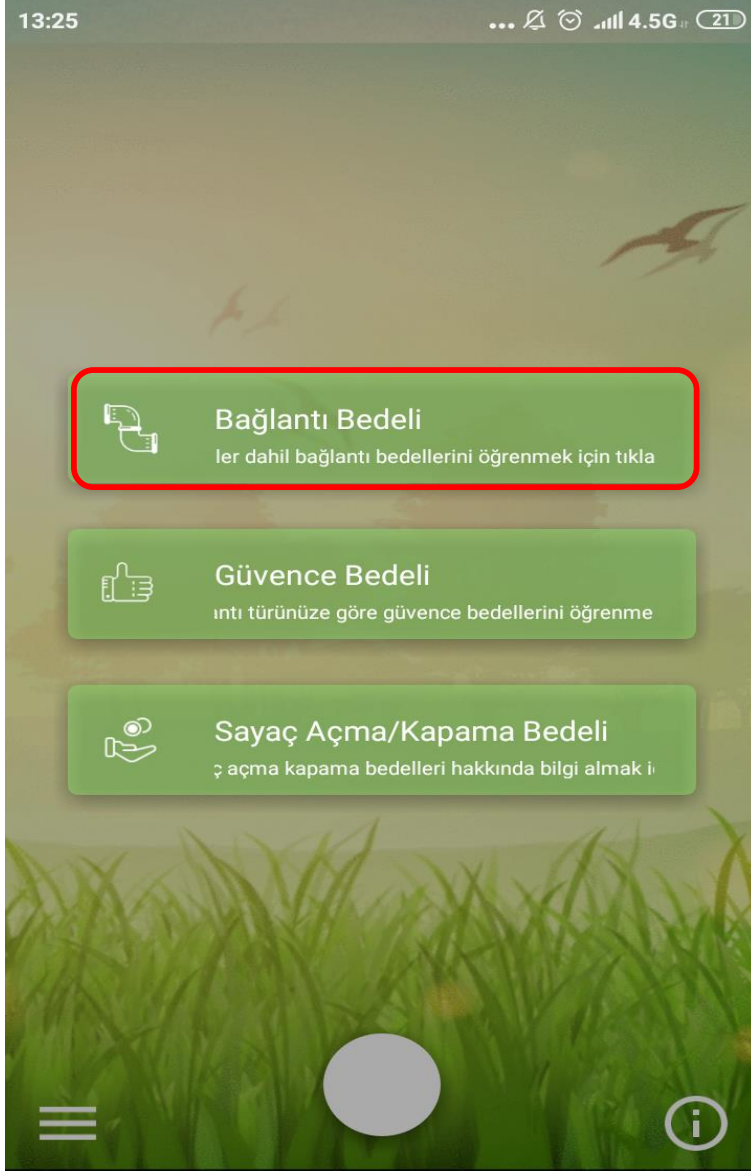 13:25
... 4.5G 21
Bağlantı Bedeli
ler dahil bağlantı bedellerini öğrenmek için tıkla
Güvence Bedeli
ntı türünüze göre güvence bedellerini öğrenme
Sayaç Açma/Kapama Bedeli
ç açma kapama bedelleri hakkında bilgi almak i